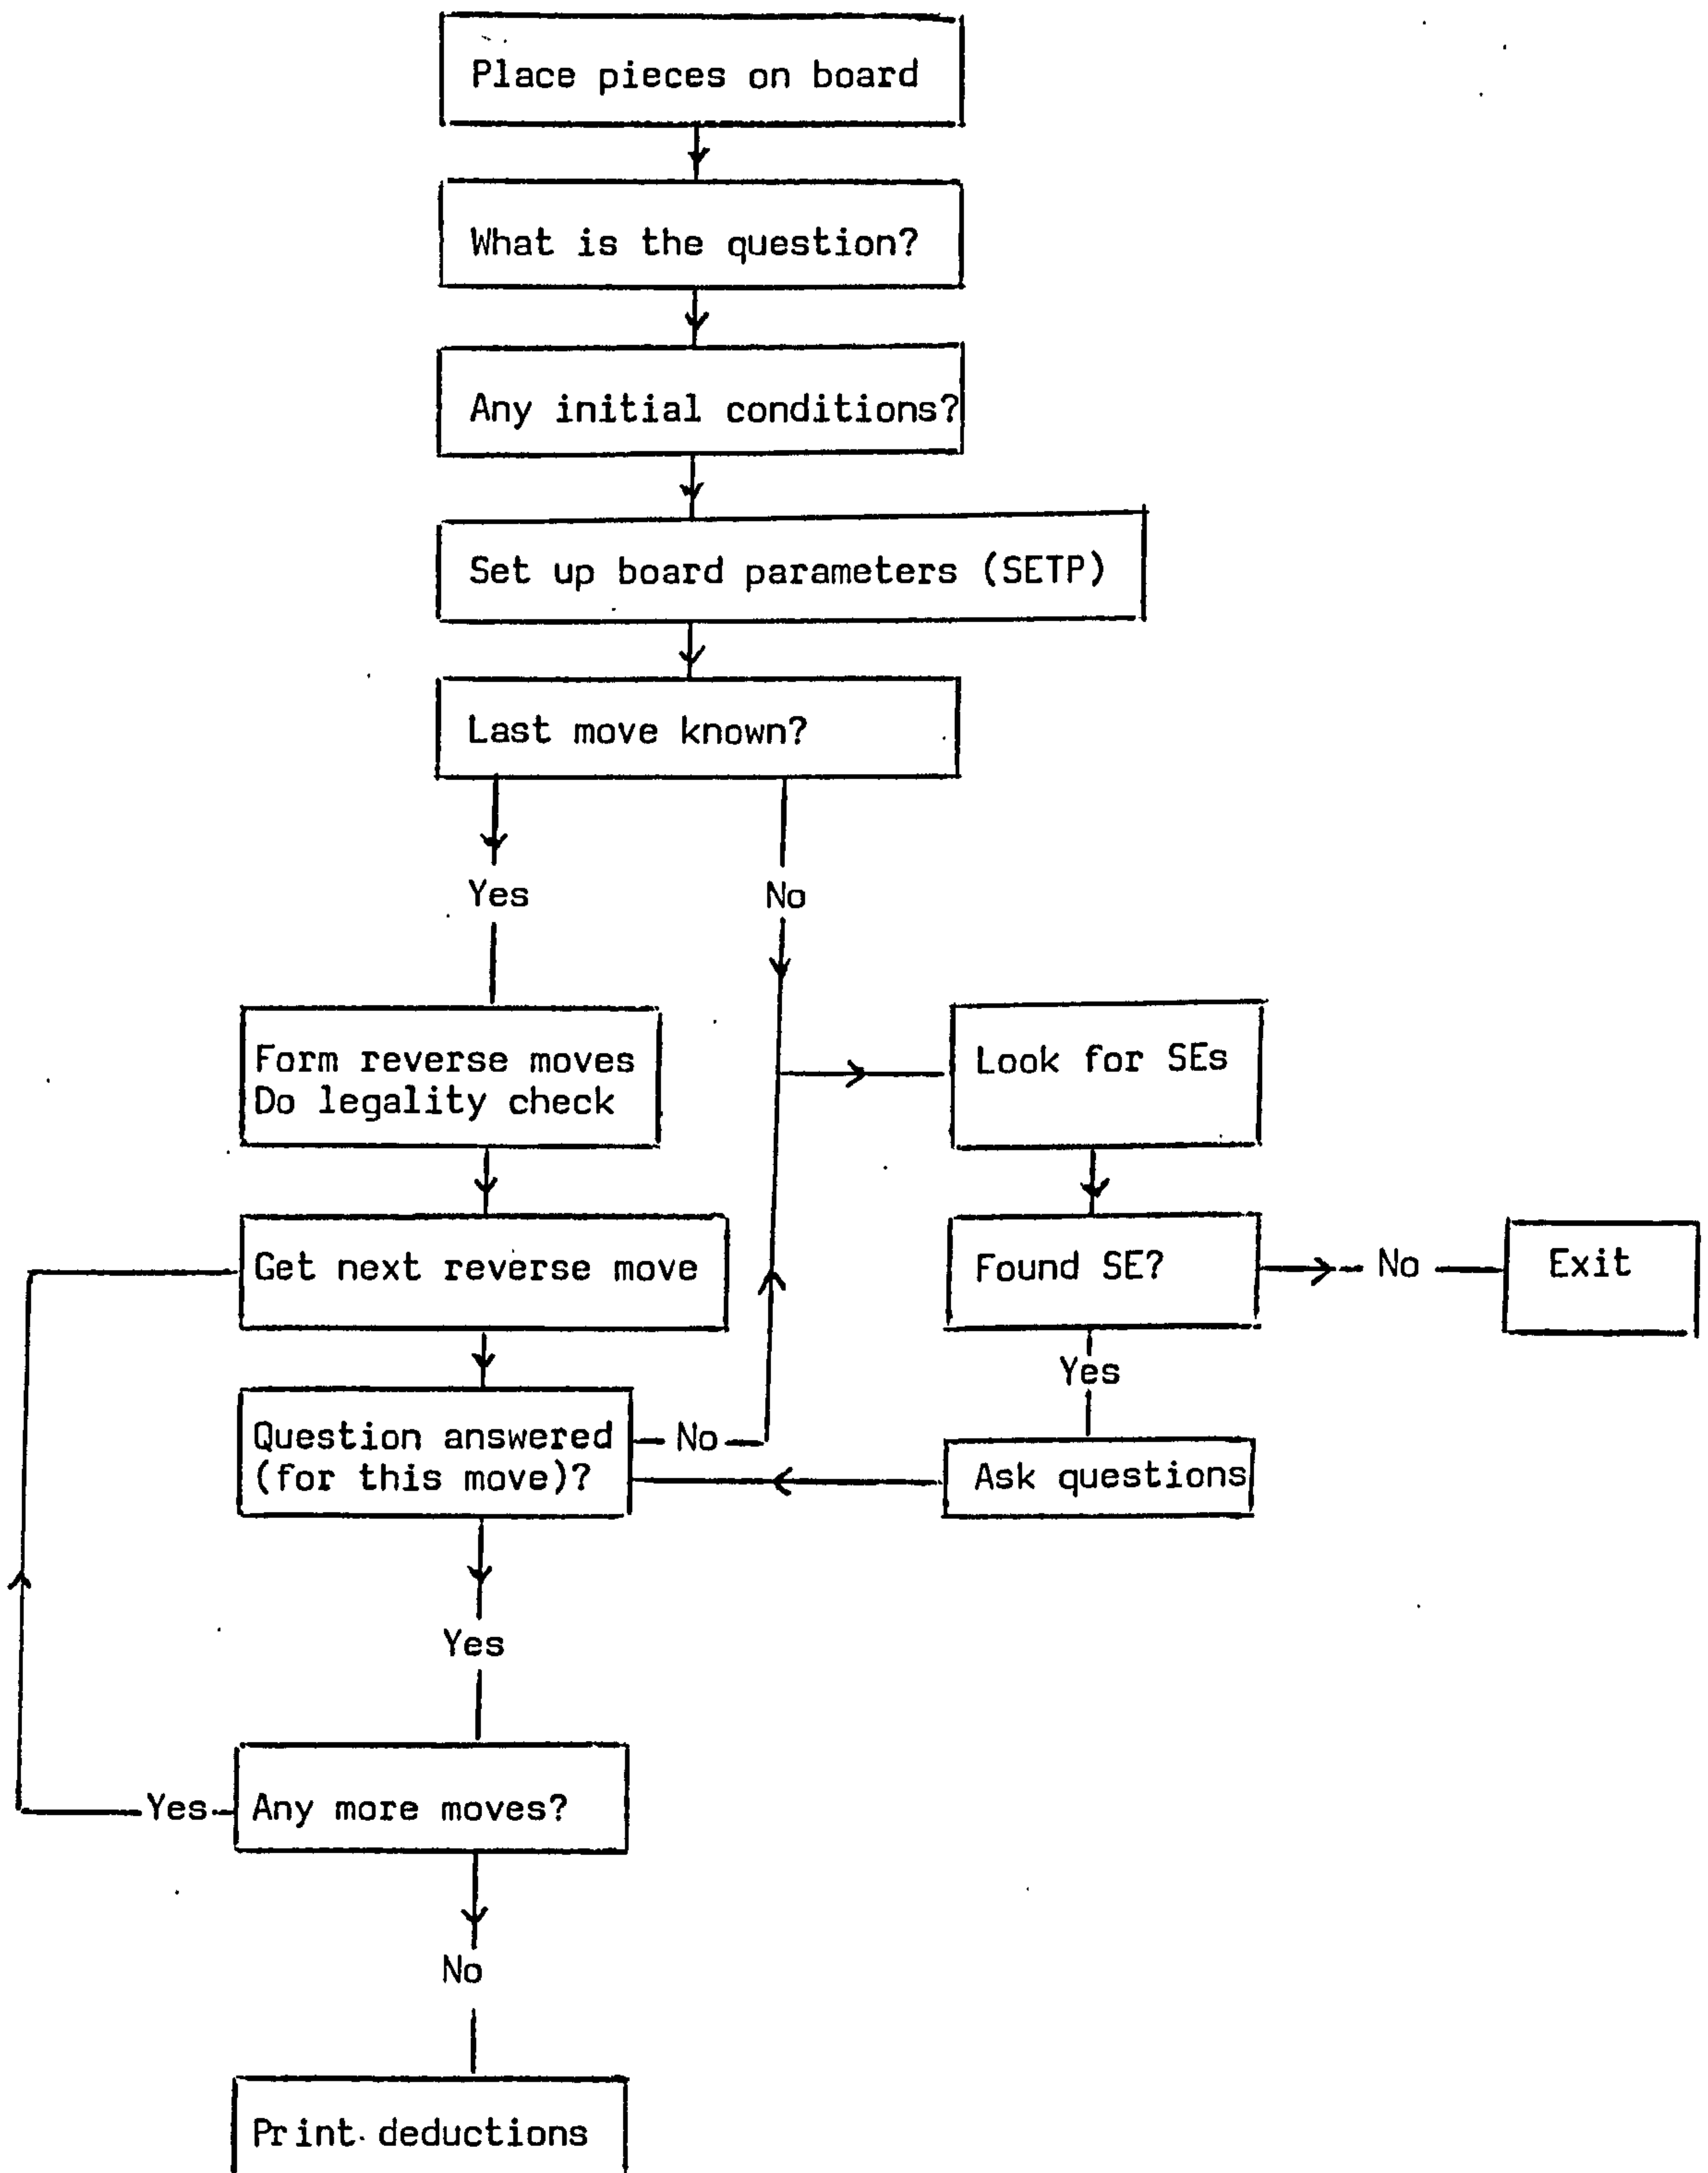 Place pieces on board
What is the question?
Any initial conditions?
Set up board parameters (SETP)
Last move known?
Yes
No
Form reverse moves
Do legality check
Look for SEs
Get next reverse move
Found SE?
No
Exit
Yes
Question answered
(for this move)?
No
Ask questions
Yes
Yes
Any more moves?
No
Print deductions